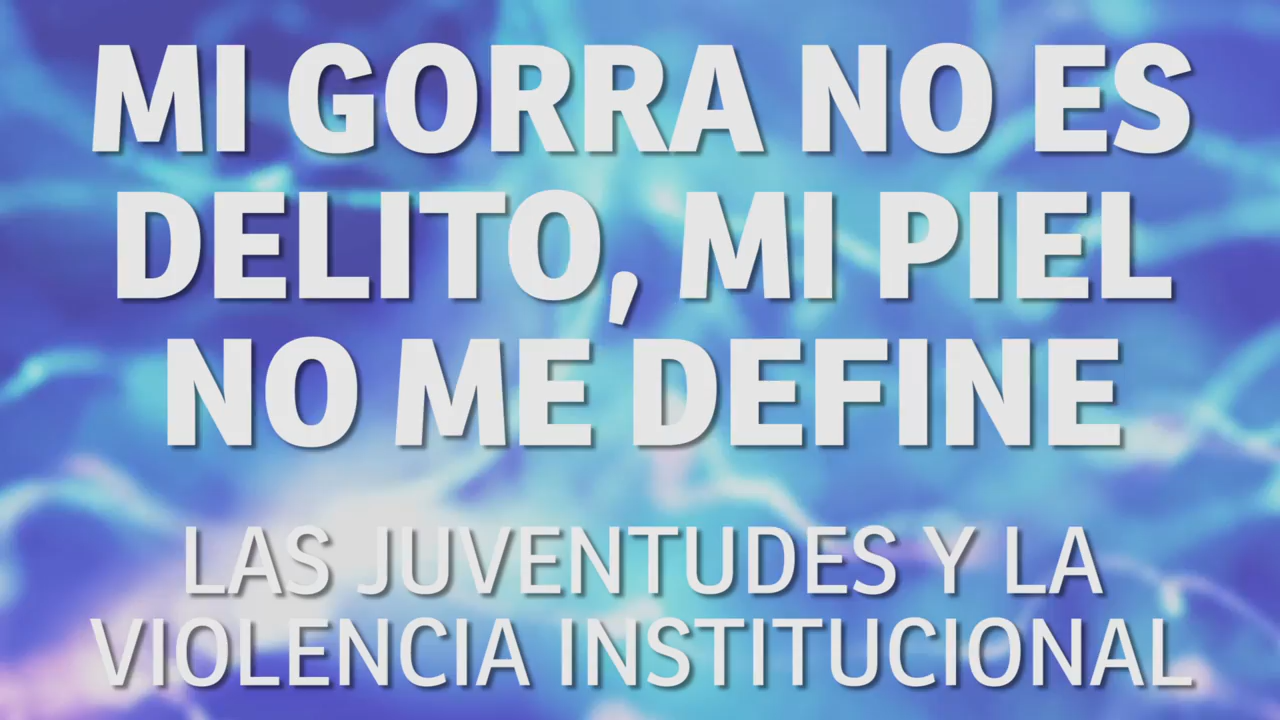 MI GORRA NO ES
DELITO, MI PIEL
NO ME DEFINE
LAS JUVENTUDES Y LA
VIOLENCIA INSTITUCIONAL